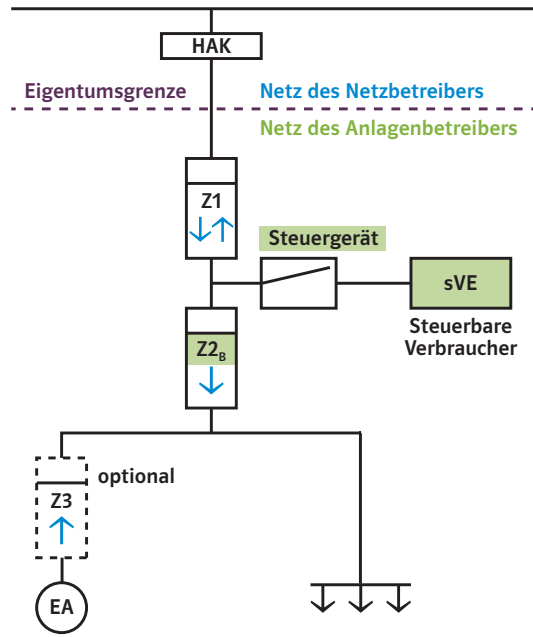 HAK
Eigentumsgrenze
Netz des Netzbetreibers
Netz des Anlagenbetreibers
Z1
Steuergerät
sVE
Steuerbare
Verbraucher
Z2B
optional
Z3
EA